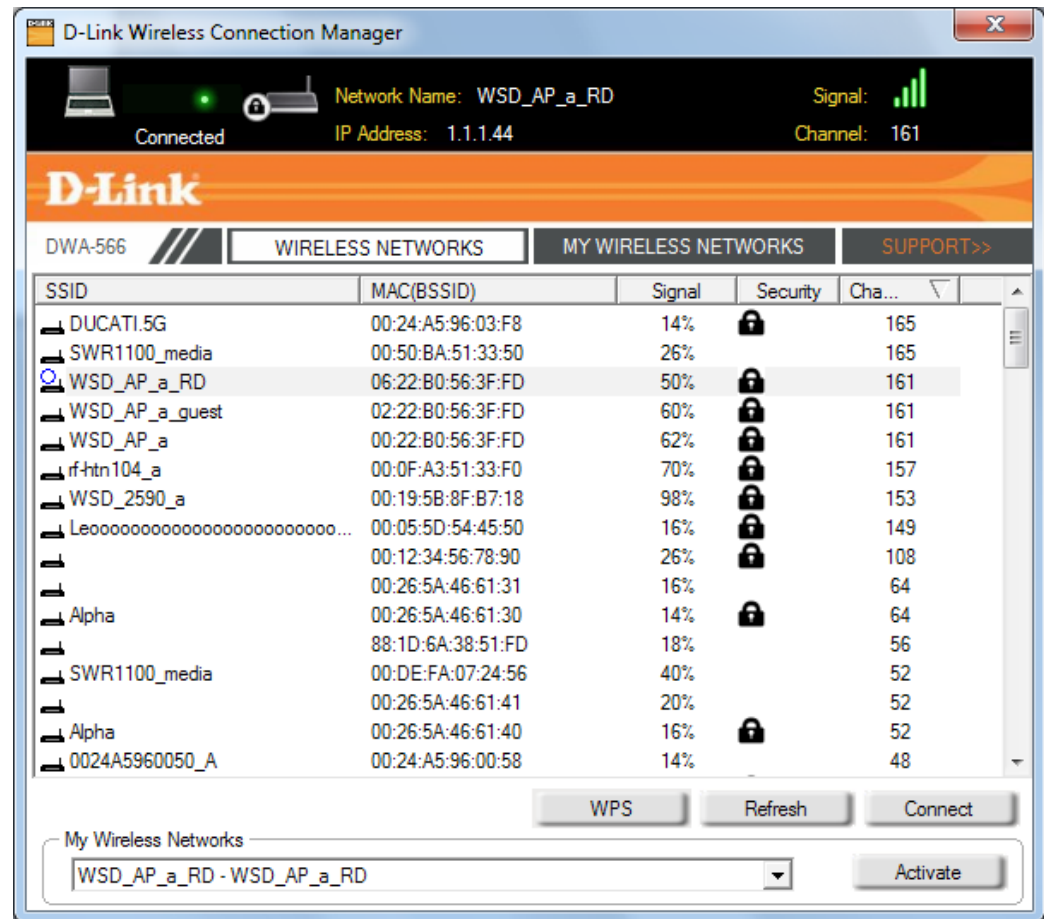 D-Link Wireless Connection Manager
Network Name: WSD_AP_a_RD Signal:
Connected IP Address: 1.1.1.44 Channel: 161
D-Link
DWA-566 WIRELESS NETWORKS MY WIRELESS NETWORKS SUPPORT>>
SSID MAC(BSSID) Signal Security Cha...
DUCATI.5G 00:24:A5:96:03:F8 14% 165
SWR1100_media 00:50:BA:51:33:50 26% 165
WSD_AP_a_RD 06:22:B0:56:3F:FD 50% 161
WSD_AP_a_guest 02:22:B0:56:3F:FD 60% 161
WSD_AP_a 00:22:B0:56:3F:FD 62% 161
rf-htn104_a 00:0F:A3:51:33:F0 70% 157
WSD_2590_a 00:19:5B:8F:B7:18 98% 153
Leoooooooooooooooooooooooo... 00:05:5D:54:45:50 16% 149
00:12:34:56:78:90 26% 108
00:26:5A:46:61:31 16% 64
Alpha 00:26:5A:46:61:30 14% 64
88:1D:6A:38:51:FD 18% 56
SWR1100_media 00:DE:FA:07:24:56 40% 52
00:26:5A:46:61:41 20% 52
Alpha 00:26:5A:46:61:40 16% 52
0024A5960050_A 00:24:A5:96:00:58 14% 48
WPS Refresh Connect
My Wireless Networks
WSD_AP_a_RD - WSD_AP_a_RD Activate